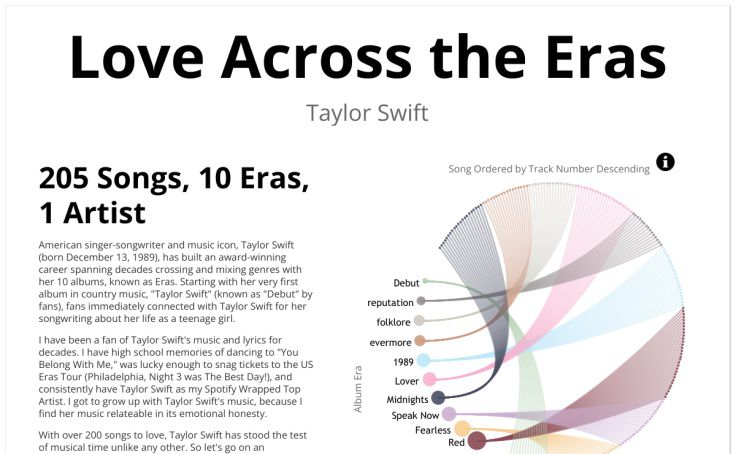 Love Across the Eras
Taylor Swift
205 Songs, 10 Eras,
1 Artist
American singer-songwriter and music icon, Taylor Swift
(born December 13, 1989), has built an award-winning
career spanning decades crossing and mixing genres with
her 10 albums, known as Eras. Starting with her very first
album in country music, "Taylor Swift" (known as "Debut" by
fans), fans immediately connected with Taylor Swift for her
songwriting about her life as a teenage girl.
I have been a fan of Taylor Swift's music and lyrics for
decades. I have high school memories of dancing to "You
Belong With Me," was lucky enough to snag tickets to the US
Eras Tour (Philadelphia, Night 3 was The Best Day!), and
consistently have Taylor Swift as my Spotify Wrapped Top
Artist. I got to grow up with Taylor Swift's music, because I
find her music relateable in its emotional honesty.
With over 200 songs to love, Taylor Swift has stood the test
of musical time unlike any other. So let's go on an
Song Ordered by Track Number Descending
i
Debut
reputation
folklore
evermore
1989
Lover
Midnights
Speak Now
Fearless
Red
Album Era